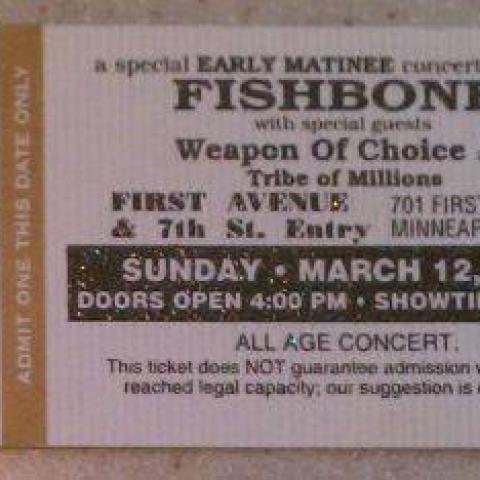 ADMIT ONE THIS DATE ONLY
a special EARLY MATINEE concert
FISHBONE
with special guests
Weapon Of Choice
Tribe of Millions
FIRST AVENUE 701 FIRST
& 7th St. Entry MINNEAP
SUNDAY • MARCH 12,
DOORS OPEN 4:00 PM • SHOWTI
ALL AGE CONCERT.
This ticket does NOT guarantee admission
reached legal capacity; our suggestion is